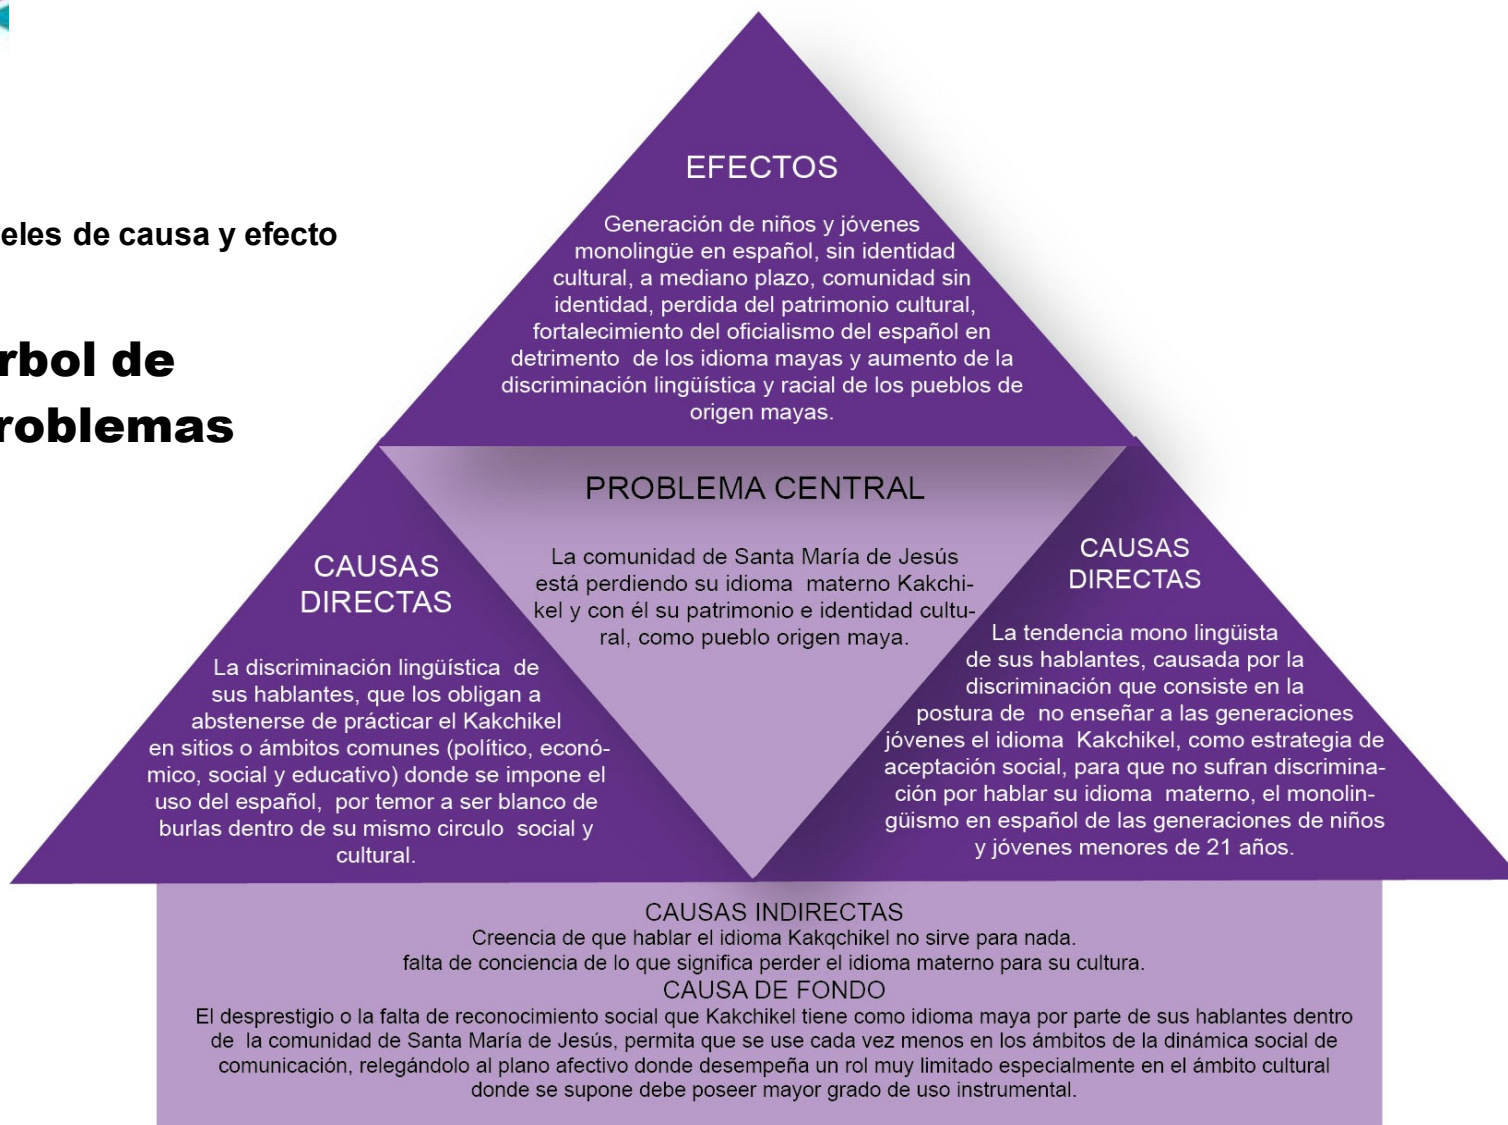 eles de causa y efecto
rbol de
roblemas
EFECTOS
Generación de niños y jóvenes
monolingüe en español, sin identidad
cultural, a mediano plazo, comunidad sin
identidad, perdida del patrimonio cultural,
fortalecimiento del oficialismo del español en
detrimento  de los idioma mayas y aumento de la
discriminación lingüística y racial de los pueblos de
origen mayas.
PROBLEMA CENTRAL
La comunidad de Santa María de Jesús
está perdiendo su idioma  materno Kakchi-
kel y con él su patrimonio e identidad cultu-
ral, como pueblo origen maya.
CAUSAS
DIRECTAS
La discriminación lingüística  de
sus hablantes, que los obligan a
abstenerse de prácticar el Kakchikel
en sitios o ámbitos comunes (político, econó-
mico, social y educativo) donde se impone el
uso del español,  por temor a ser blanco de
burlas dentro de su mismo circulo  social y
cultural.
CAUSAS
DIRECTAS
La tendencia mono lingüista
de sus hablantes, causada por la
discriminación que consiste en la
postura de  no enseñar a las generaciones
jóvenes el idioma  Kakchikel, como estrategia de
aceptación social, para que no sufran discrimina-
ción por hablar su idioma  materno, el monolin-
güismo en español de las generaciones de niños
y jóvenes menores de 21 años.
CAUSAS INDIRECTAS
Creencia de que hablar el idioma Kakqchikel no sirve para nada.
falta de conciencia de lo que significa perder el idioma materno para su cultura.
CAUSA DE FONDO
El desprestigio o la falta de reconocimiento social que Kakchikel tiene como idioma maya por parte de sus hablantes dentro
de  la comunidad de Santa María de Jesús, permita que se use cada vez menos en los ámbitos de la dinámica social de
comunicación, relegándolo al plano afectivo donde desempeña un rol muy limitado especialmente en el ámbito cultural
donde se supone debe poseer mayor grado de uso instrumental.